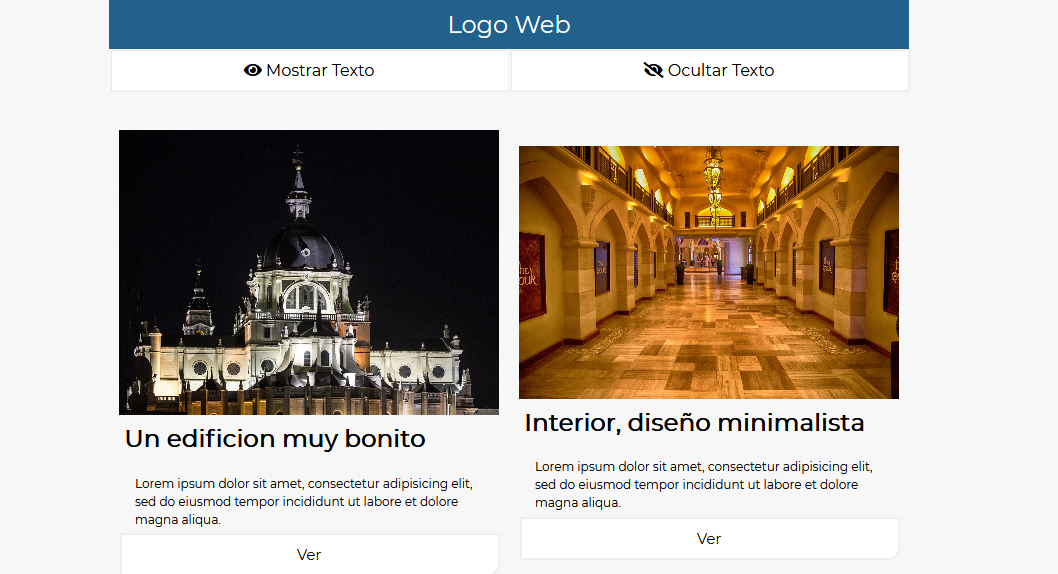 Logo Web
Mostrar Texto
Ocultar Texto
Un edificion muy bonito
Lorem ipsum dolor sit amet, consectetur adipisicing elit,
sed do eiusmod tempor incididunt ut labore et dolore
magna aliqua.
Ver
Interior, diseño minimalista
Lorem ipsum dolor sit amet, consectetur adipisicing elit,
sed do eiusmod tempor incididunt ut labore et dolore
magna aliqua.
Ver